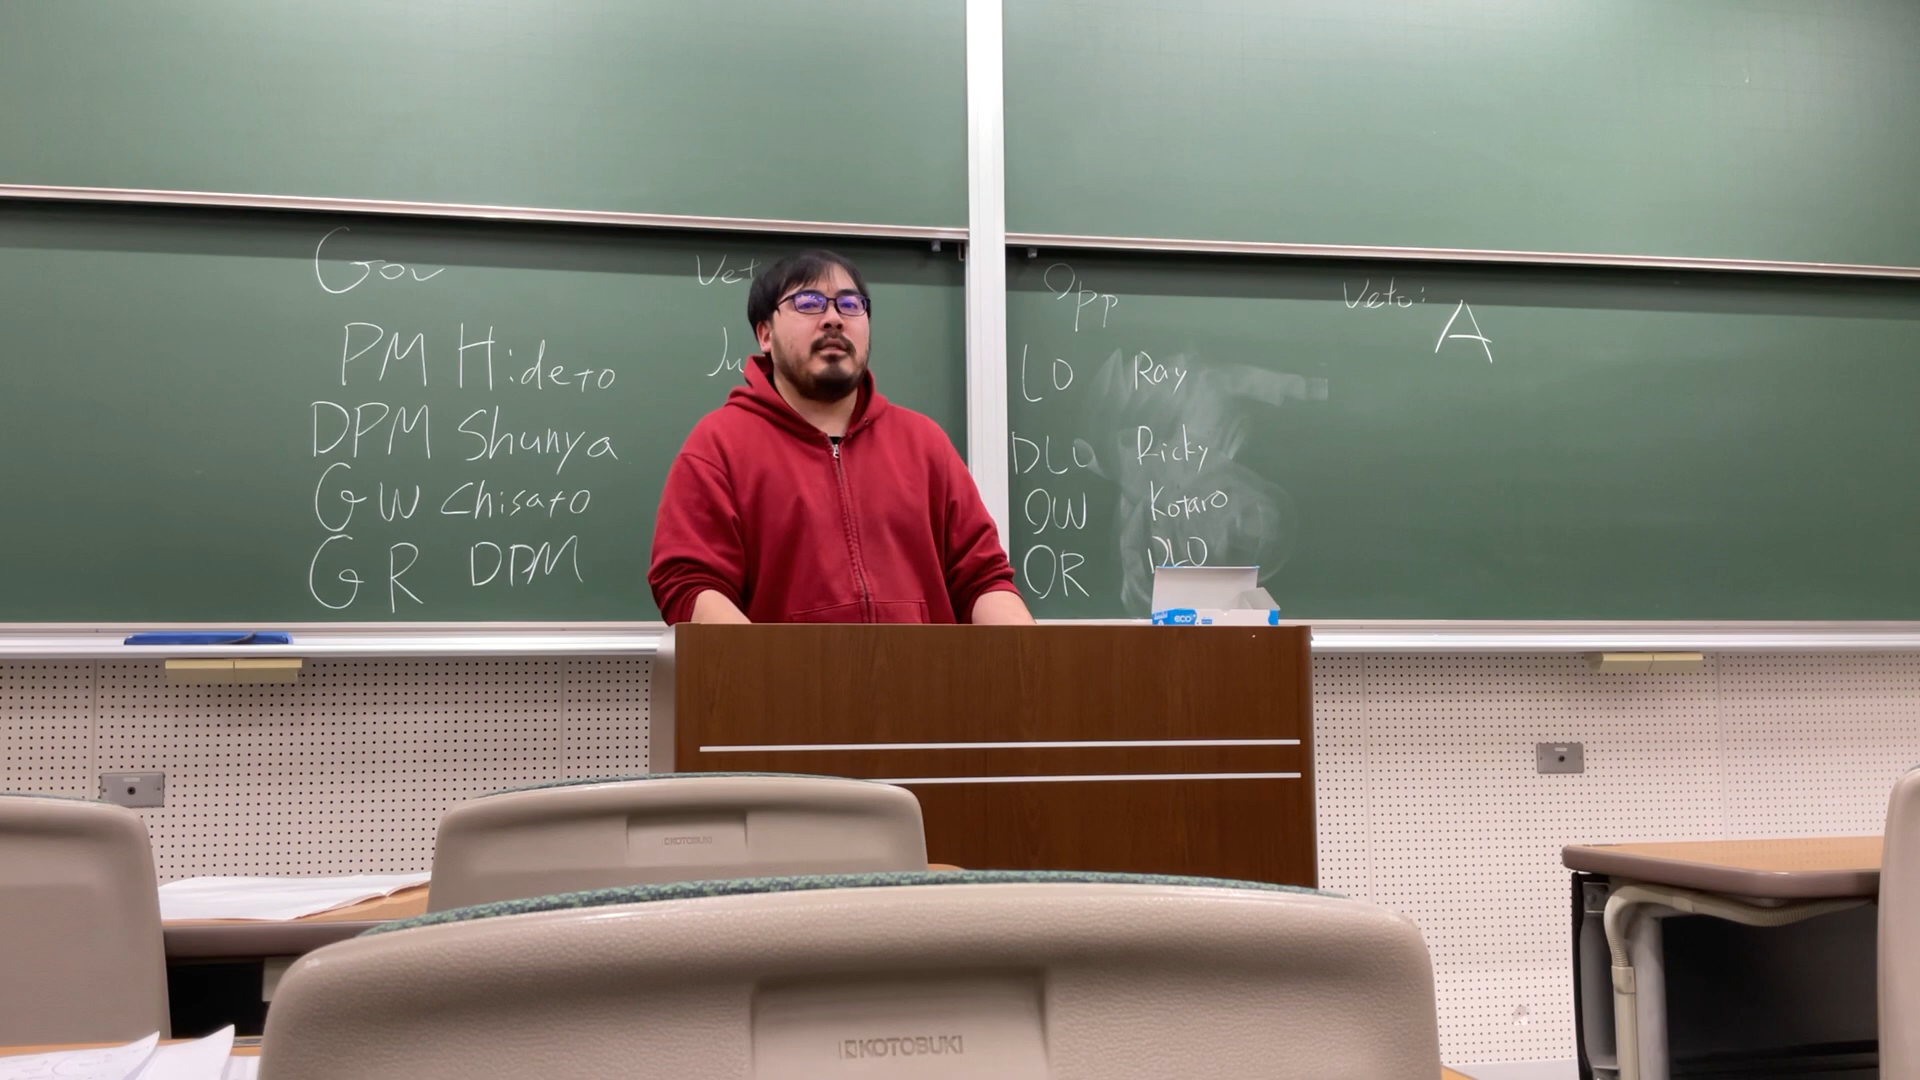 Gov
PM Hideto
DPM Shunya
GW Chisato
GR DPM
Opp
Veto:
A
LO Ray
DLO Ricky
OW Kotaro
OR DLO
eco
KOTOBUKI
KOTOBUKI